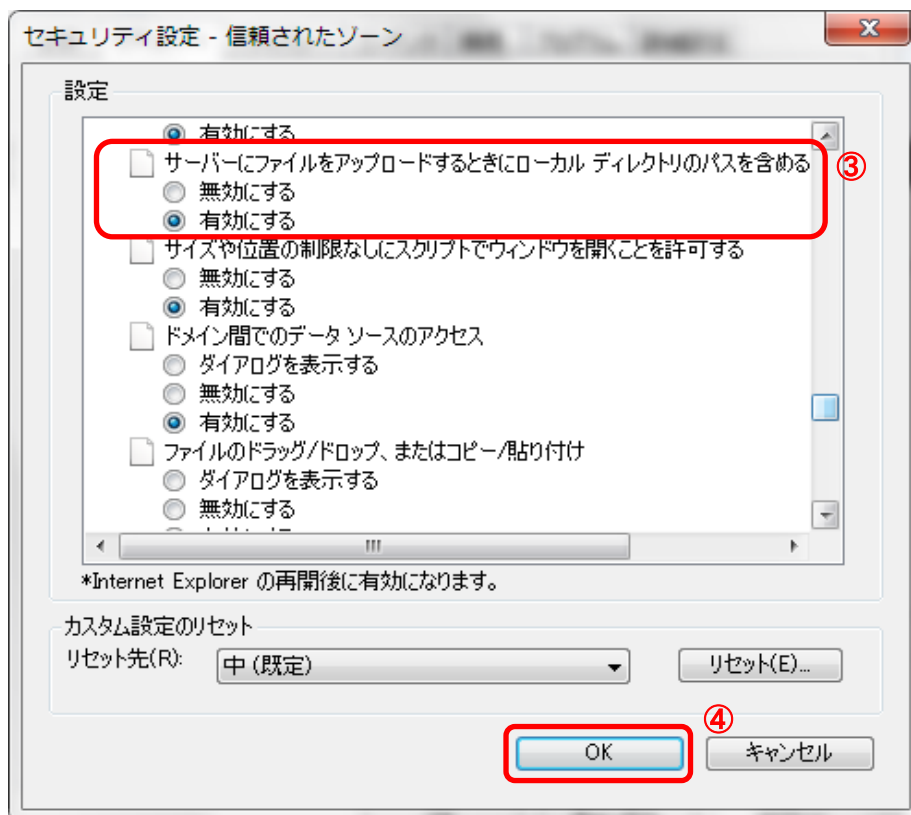 セキュリティ設定 - 信頼されたゾーン
設定
有効にする
サーバーにファイルをアップロードするときにローカル ディレクトリのパスを含める
③
無効にする
有効にする
サイズや位置の制限なしにスクリプトでウィンドウを開くことを許可する
無効にする
有効にする
ドメイン間でのデータ ソースのアクセス
ダイアログを表示する
無効にする
有効にする
ファイルのドラッグ/ドロップ、またはコピー/貼り付け
ダイアログを表示する
無効にする
*Internet Explorer の再開後に有効になります。
カスタム設定のリセット
リセット先(R):
中 (既定)
リセット(E)...
④
OK
キャンセル